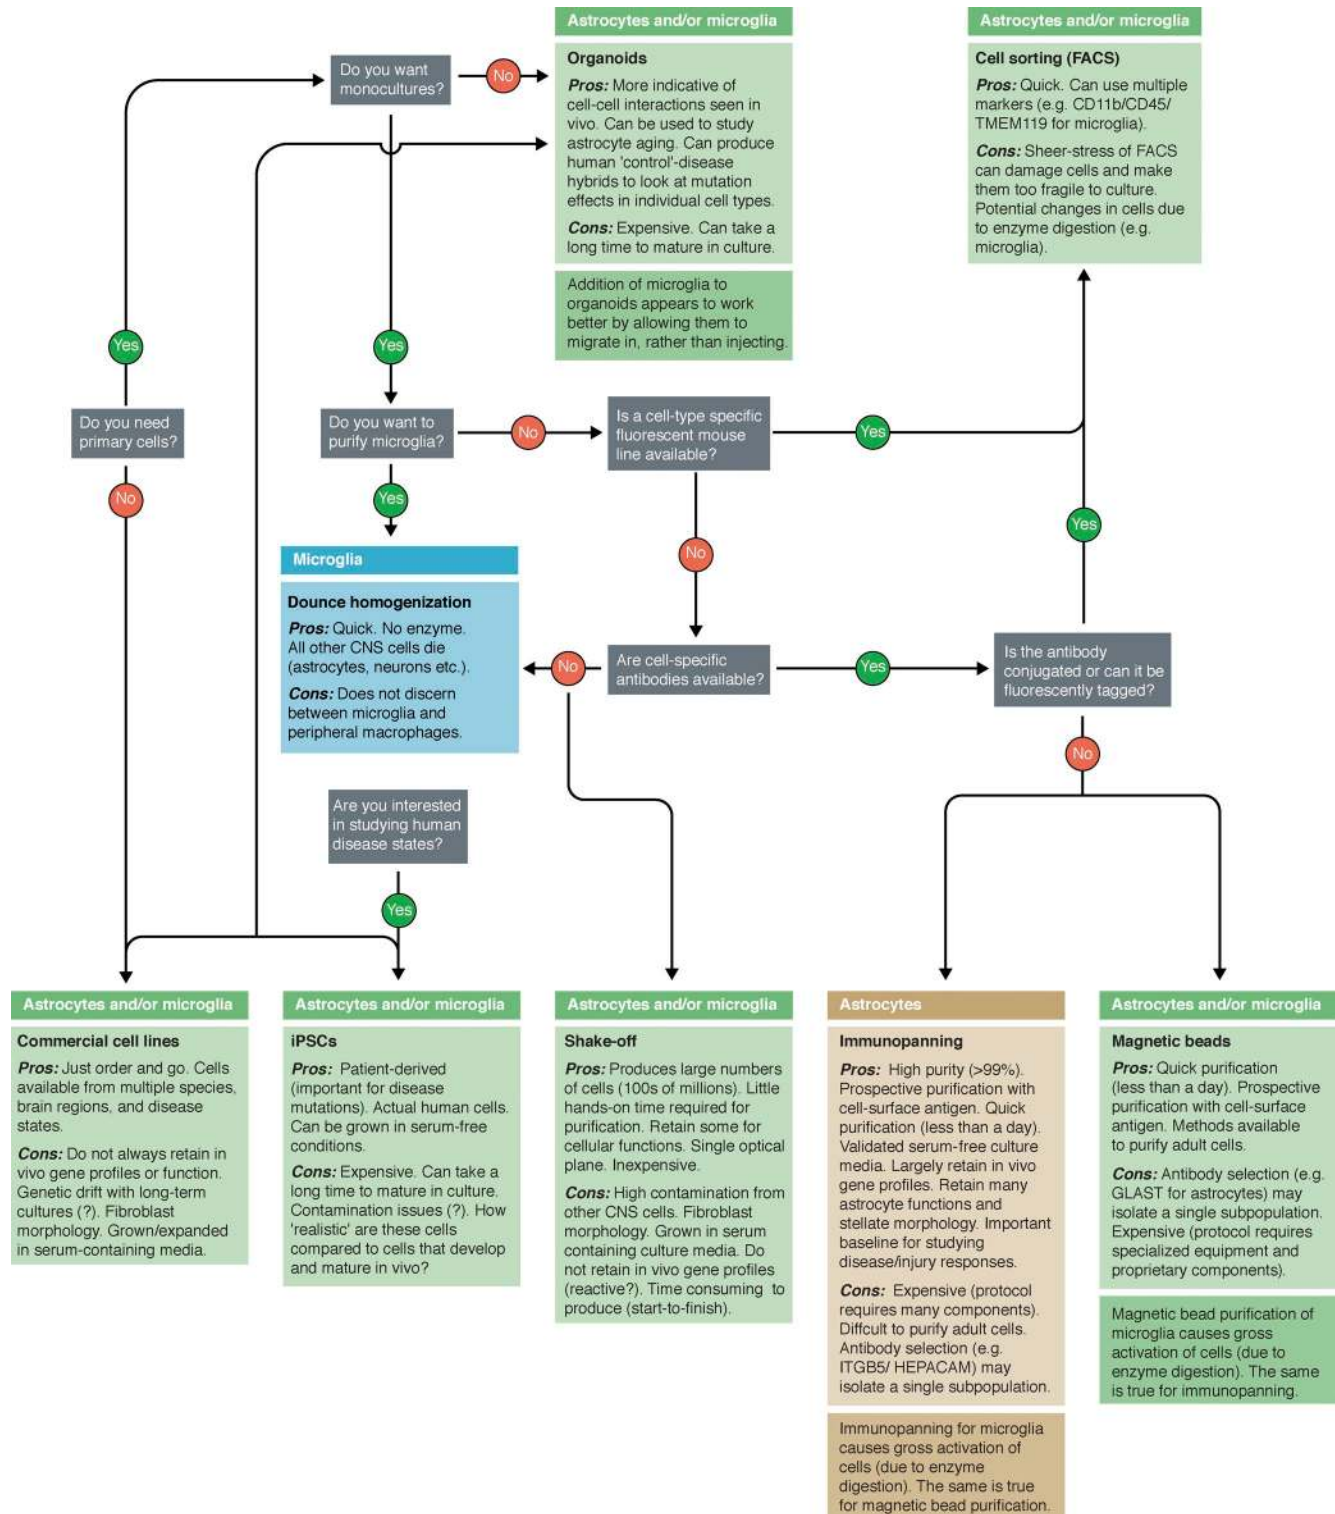 Astrocytes and/or microglia
Organoids
Pros: More indicative of
cell-cell interactions seen in
vivo. Can be used to study
astrocyte aging. Can produce
human 'control'-disease
hybrids to look at mutation
effects in individual cell types.
Cons: Expensive. Can take a
long time to mature in culture.
Addition of microglia to
organoids appears to work
better by allowing them to
migrate in, rather than injecting.
Astrocytes and/or microglia
Cell sorting (FACS)
Pros: Quick. Can use multiple
markers (e.g. CD11b/CD45/
TMEM119 for microglia).
Cons: Sheer-stress of FACS
can damage cells and make
them too fragile to culture.
Potential changes in cells due
to enzyme digestion (e.g.
microglia).
Do you want
monocultures?
No
Yes
Yes
Do you need
primary cells?
No
Do you want to
purify microglia?
No
Yes
Is a cell-type specific
fluorescent mouse
line available?
Yes
No
Yes
Microglia
Dounce homogenization
Pros: Quick. No enzyme.
All other CNS cells die
(astrocytes, neurons etc.).
Cons: Does not discern
between microglia and
peripheral macrophages.
No
Are cell-specific
antibodies available?
Yes
Is the antibody
conjugated or can it be
fluorescently tagged?
No
Are you interested
in studying human
disease states?
Yes
Astrocytes and/or microglia
Commercial cell lines
Pros: Just order and go. Cells
available from multiple species,
brain regions, and disease
states.
Cons: Do not always retain in
vivo gene profiles or function.
Genetic drift with long-term
cultures (?). Fibroblast
morphology. Grown/expanded
in serum-containing media.
Astrocytes and/or microglia
iPSCs
Pros: Patient-derived
(important for disease
mutations). Actual human cells.
Can be grown in serum-free
conditions.
Cons: Expensive. Can take a
long time to mature in culture.
Contamination issues (?). How
'realistic' are these cells
compared to cells that develop
and mature in vivo?
Astrocytes and/or microglia
Shake-off
Pros: Produces large numbers
of cells (100s of millions). Little
hands-on time required for
purification. Retain some for
cellular functions. Single optical
plane. Inexpensive.
Cons: High contamination from
other CNS cells. Fibroblast
morphology. Grown in serum
containing culture media. Do
not retain in vivo gene profiles
(reactive?). Time consuming to
produce (start-to-finish).
Astrocytes
Immunopanning
Pros: High purity (>99%).
Prospective purification with
cell-surface antigen. Quick
purification (less than a day).
Validated serum-free culture
media. Largely retain in vivo
gene profiles. Retain many
astrocyte functions and
stellate morphology. Important
baseline for studying
disease/injury responses.
Cons: Expensive (protocol
requires many components).
Diffcult to purify adult cells.
Antibody selection (e.g.
ITGB5/ HEPACAM) may
isolate a single subpopulation.
Immunopanning for microglia
causes gross activation of
cells (due to enzyme
digestion). The same is true
for magnetic bead purification.
Astrocytes and/or microglia
Magnetic beads
Pros: Quick purification
(less than a day). Prospective
purification with cell-surface
antigen. Methods available
to purify adult cells.
Cons: Antibody selection (e.g.
GLAST for astrocytes) may
isolate a single subpopulation.
Expensive (protocol requires
specialized equipment and
proprietary components).
Magnetic bead purification of
microglia causes gross
activation of cells (due to
enzyme digestion). The same
is true for immunopanning.